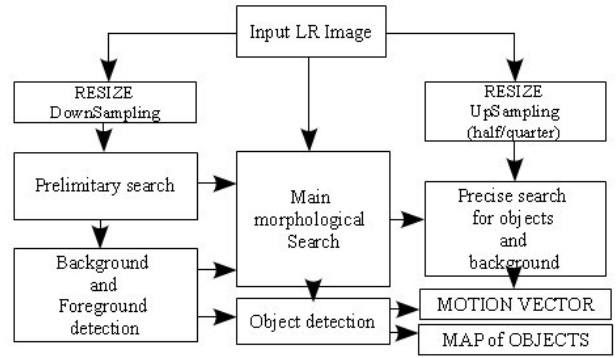 Input LR Image
RESIZE
DownSampling
RESIZE
UpSampling
(half/quarter)
Prelimitary search
Main
morphological
Search
Precise search
for objects
and
background
Background
and
Foreground
detection
Object detection
MOTION VECTOR
MAP of OBJECTS